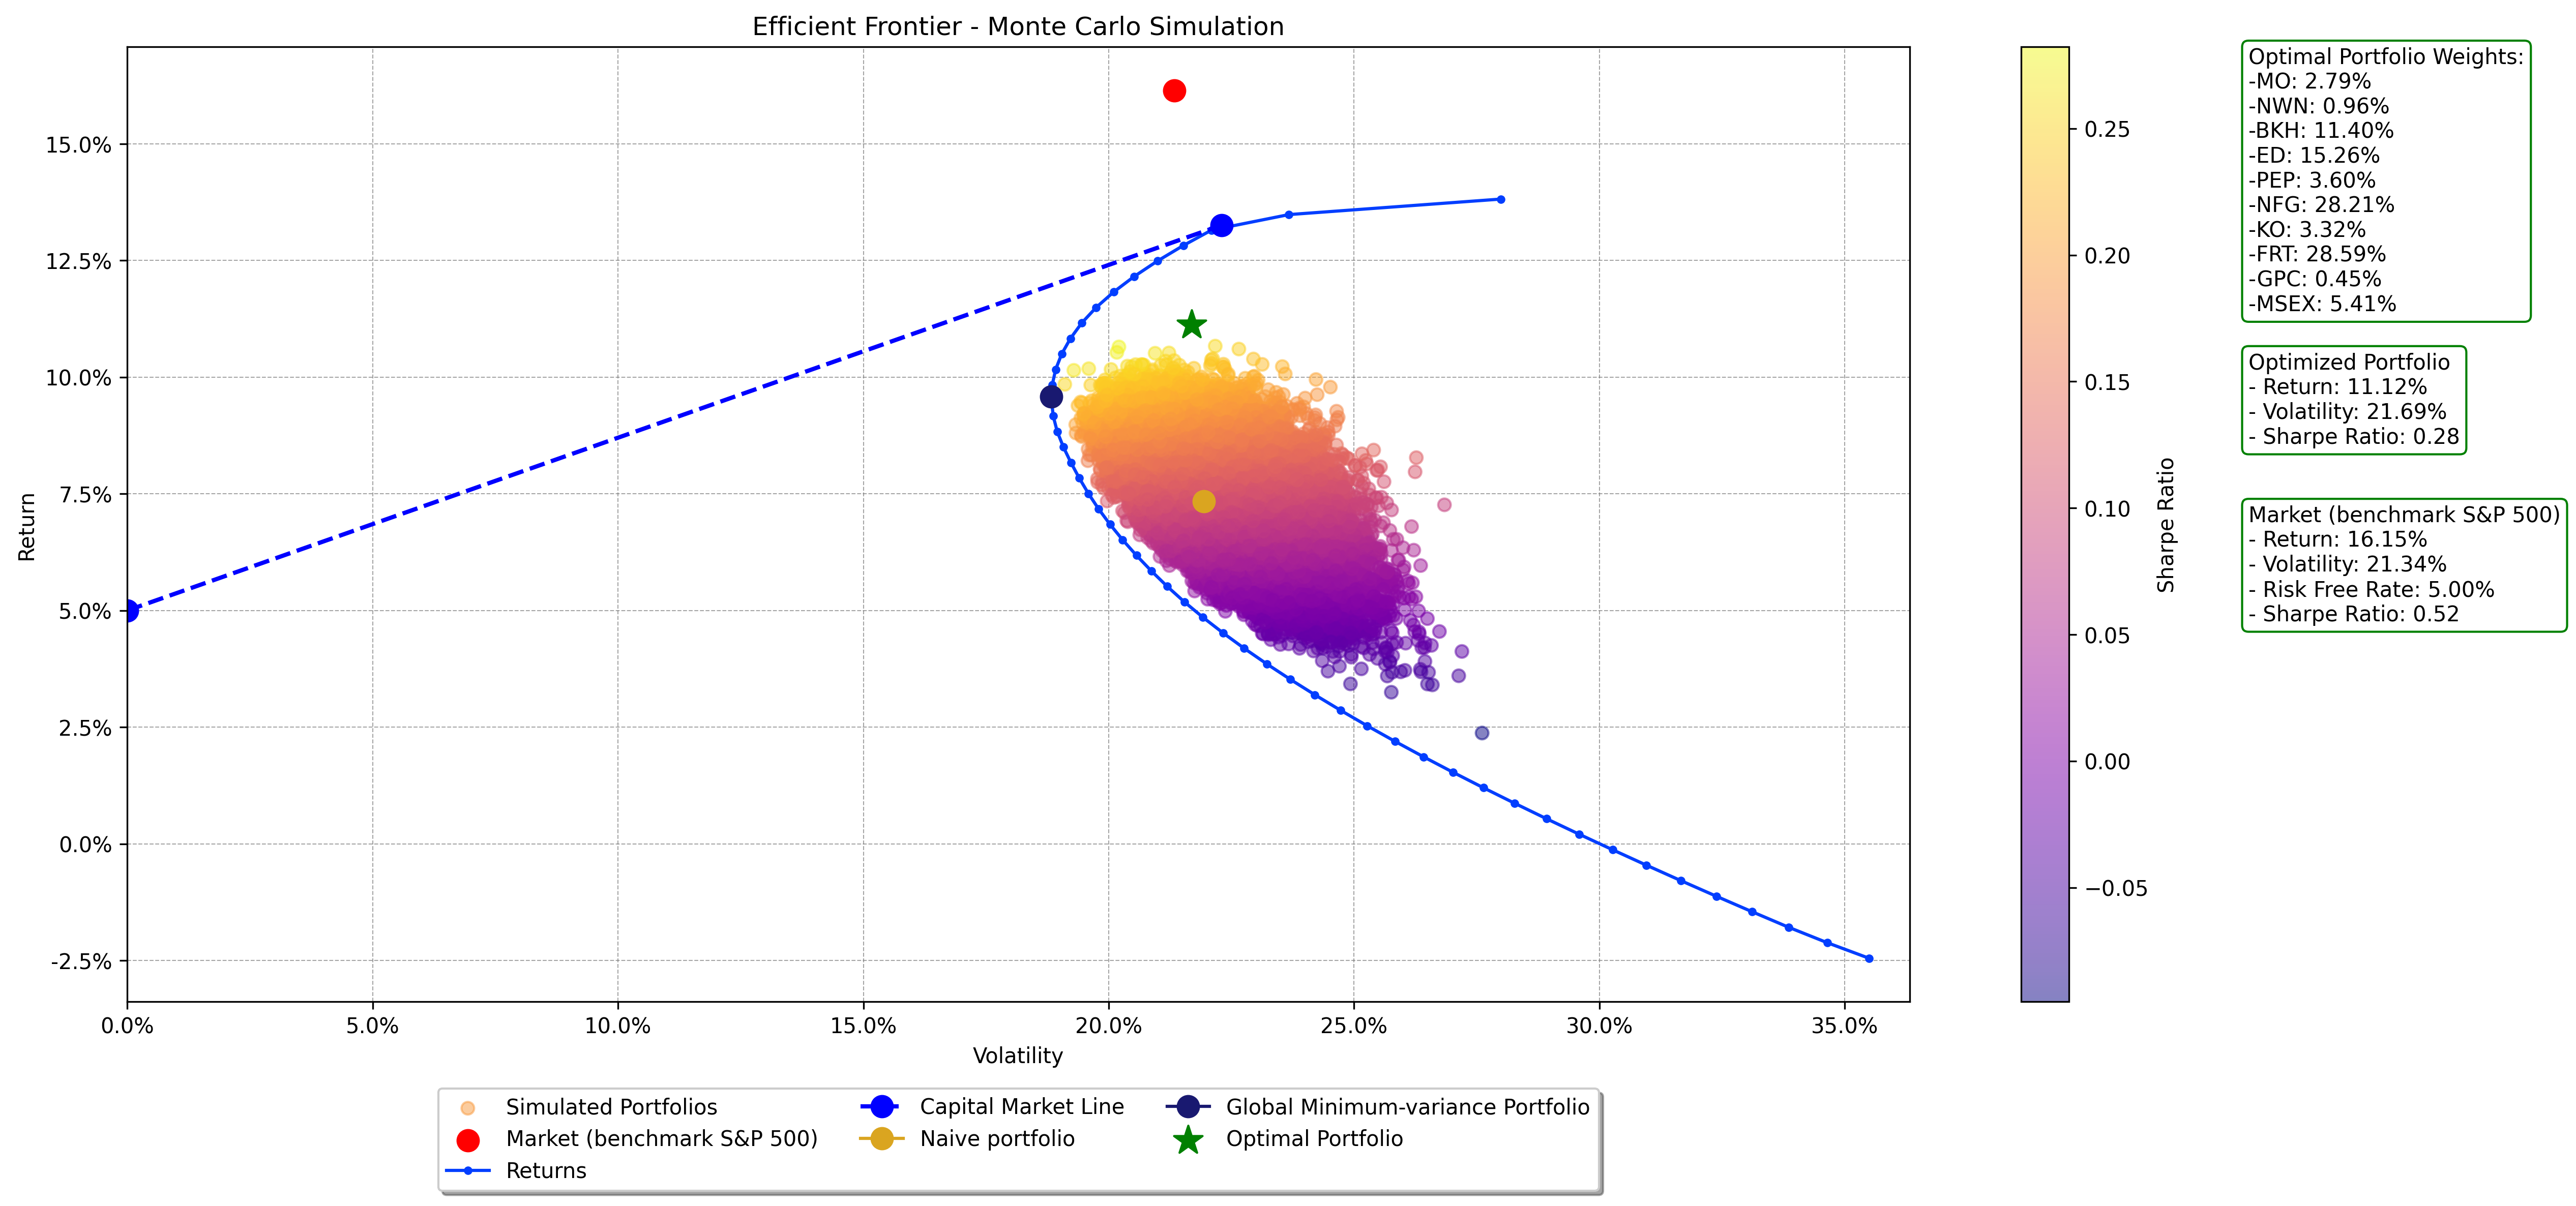 Efficient Frontier - Monte Carlo Simulation
Return
15.0%
12.5%
10.0%
7.5%
5.0%
2.5%
0.0%
-2.5%
0.0%
5.0%
10.0%
15.0%
20.0%
25.0%
30.0%
35.0%
Volatility
Simulated Portfolios
Market (benchmark S&P 500)
Returns
Capital Market Line
Naive portfolio
Global Minimum-variance Portfolio
Optimal Portfolio
0.25
0.20
0.15
0.10
0.05
0.00
−0.05
Sharpe Ratio
Optimal Portfolio Weights:
-MO: 2.79%
-NWN: 0.96%
-BKH: 11.40%
-ED: 15.26%
-PEP: 3.60%
-NFG: 28.21%
-KO: 3.32%
-FRT: 28.59%
-GPC: 0.45%
-MSEX: 5.41%
Optimized Portfolio
- Return: 11.12%
- Volatility: 21.69%
- Sharpe Ratio: 0.28
Market (benchmark S&P 500)
- Return: 16.15%
- Volatility: 21.34%
- Risk Free Rate: 5.00%
- Sharpe Ratio: 0.52